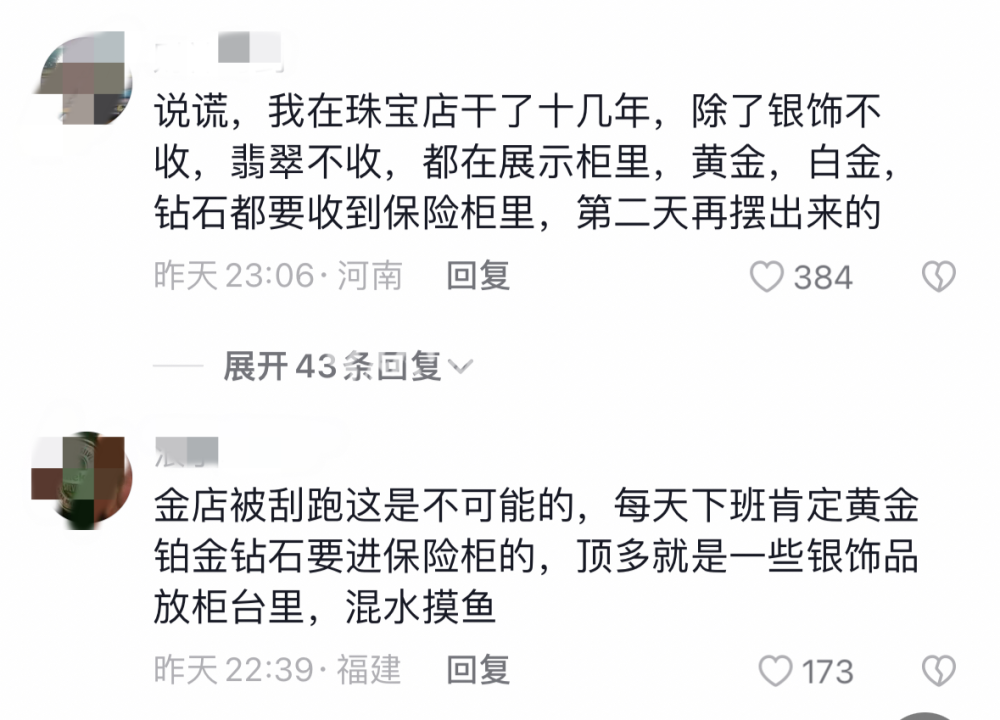 说谎，我在珠宝店干了十几年，除了银饰不
收，翡翠不收，都在展示柜里，黄金，白金，
钻石都要收到保险柜里，第二天再摆出来的
昨天 23:06 · 河南 回复 384
展开 43 条回复
金店被刮跑这是不可能的，每天下班肯定黄金
铂金钻石要进保险柜的，顶多就是一些银饰品
放柜台里，混水摸鱼
昨天 22:39 · 福建 回复 173